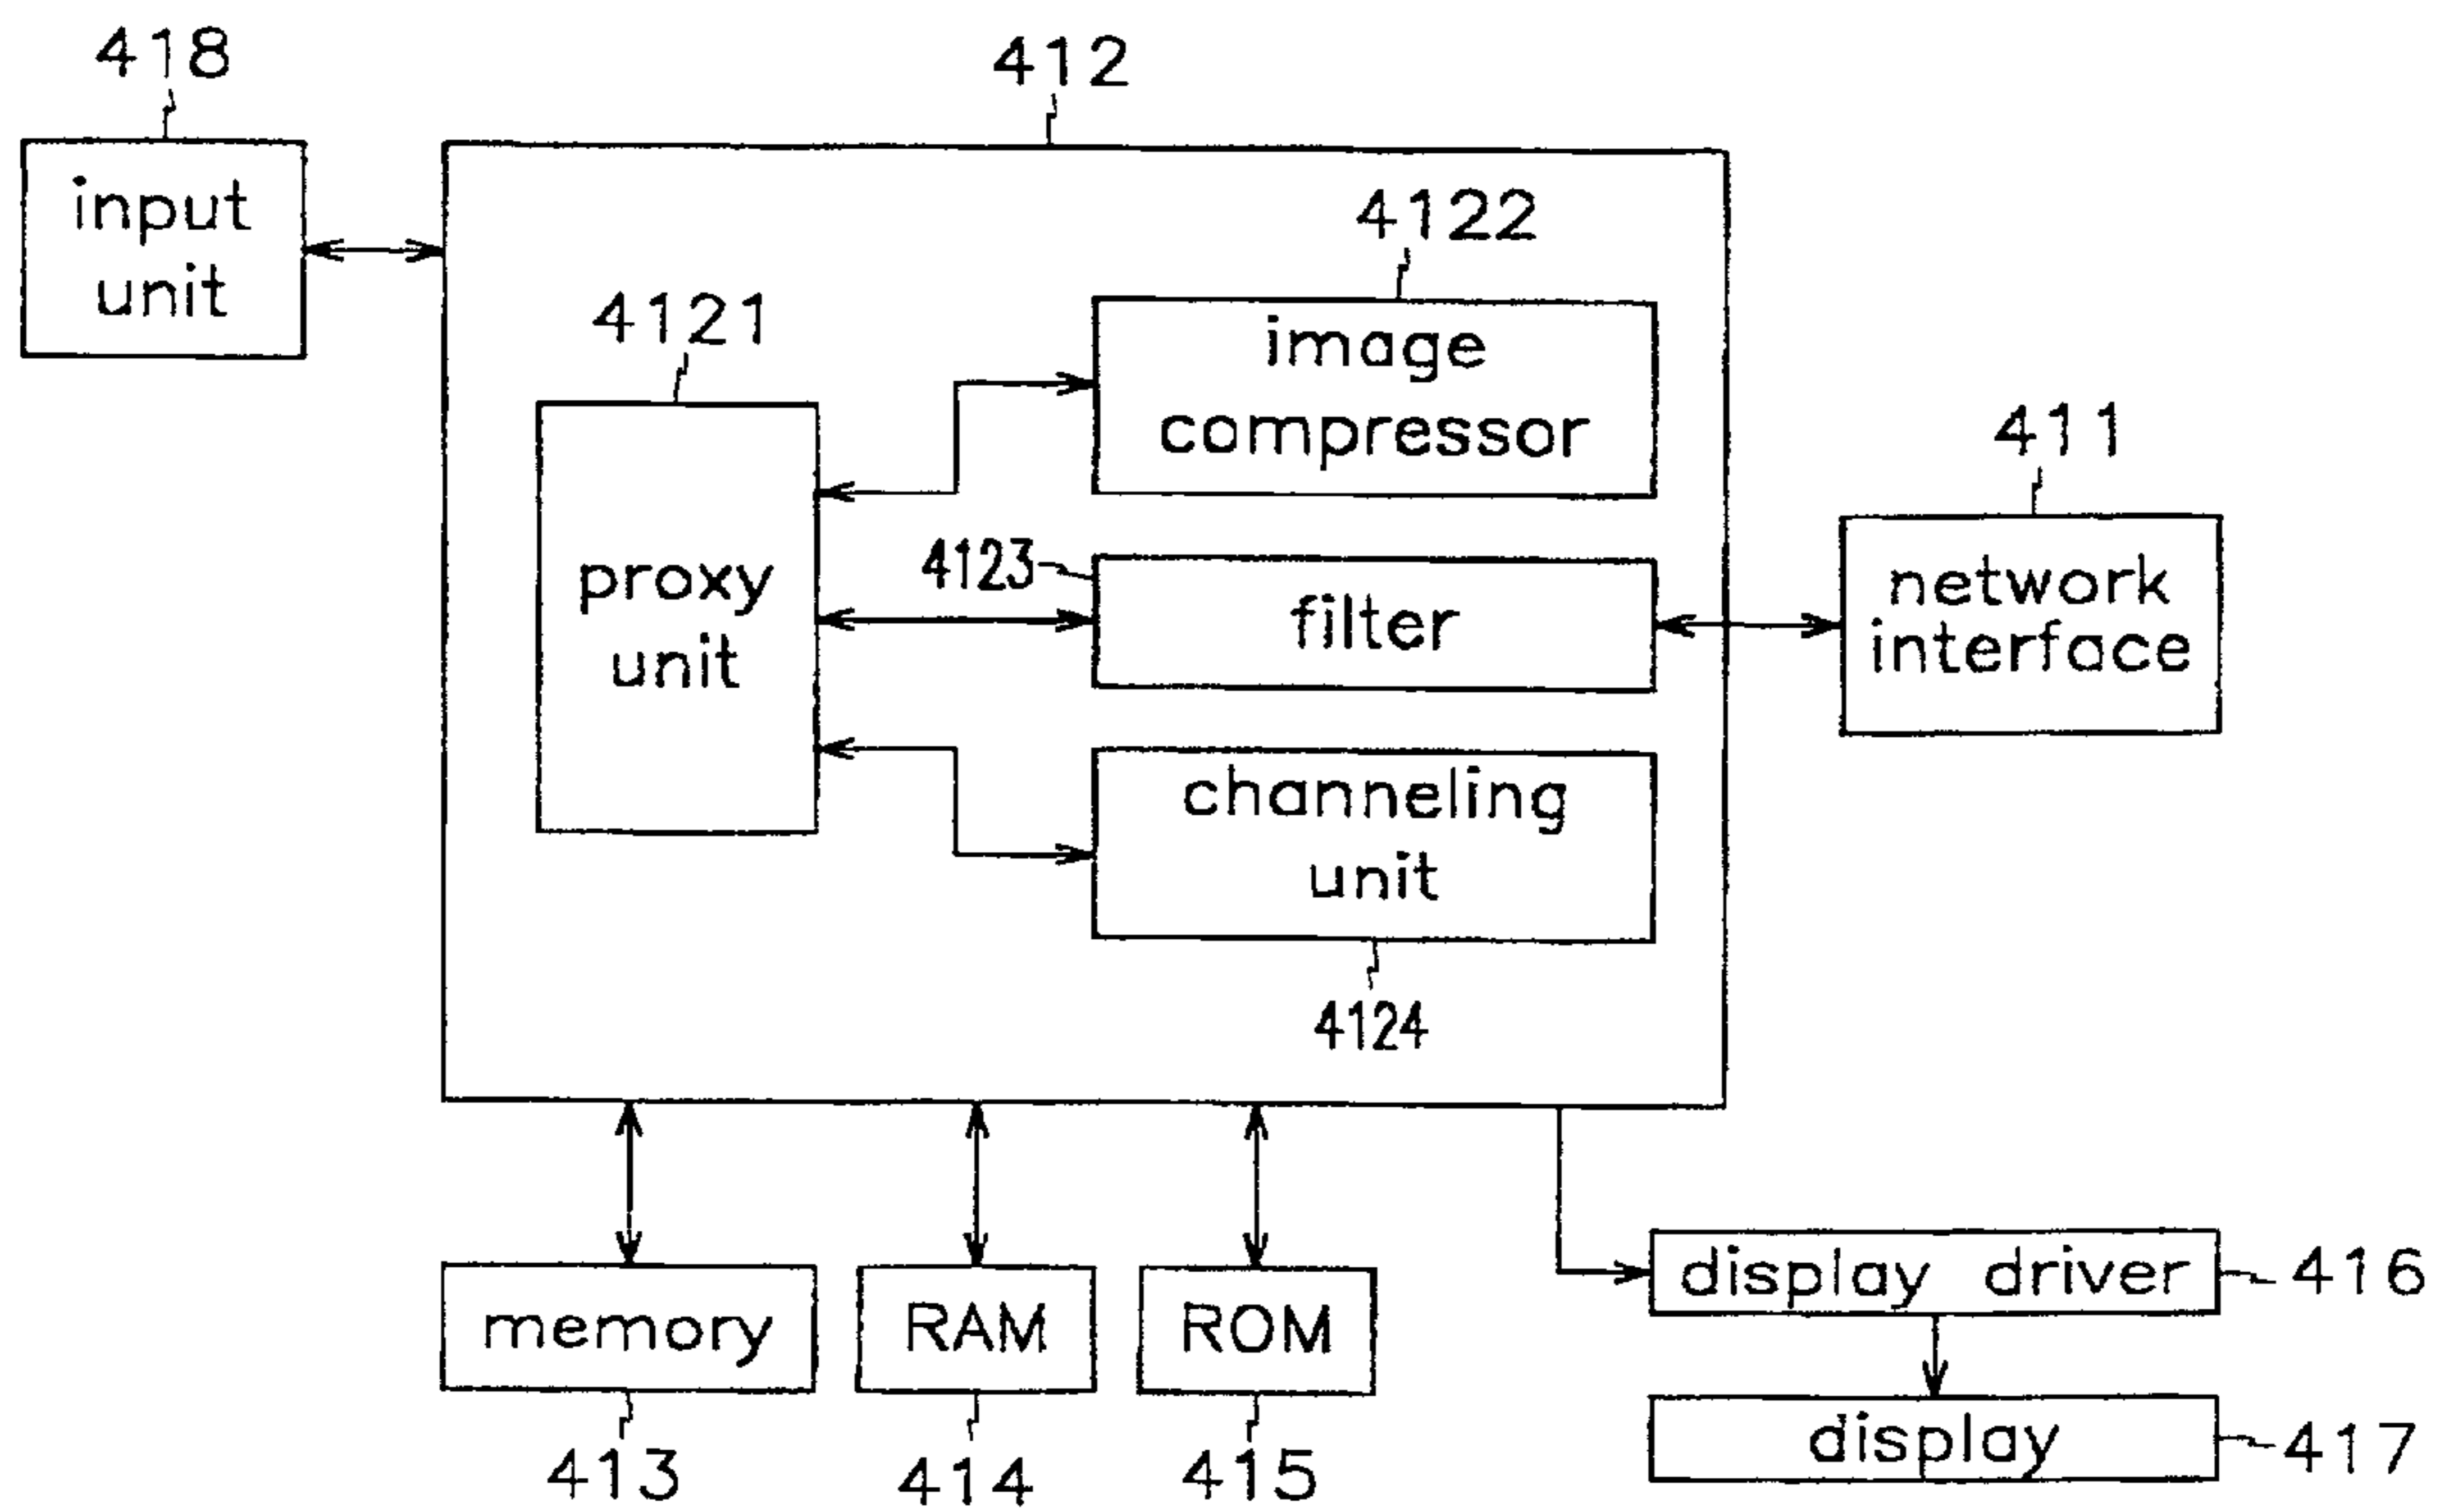 418
412
input
unit
4122
4121
image
compressor
411
4123
proxy
unit
filter
network
interface
channeling
unit
4124
memory
RAM
ROM
display driver
416
display
417
413
414
415